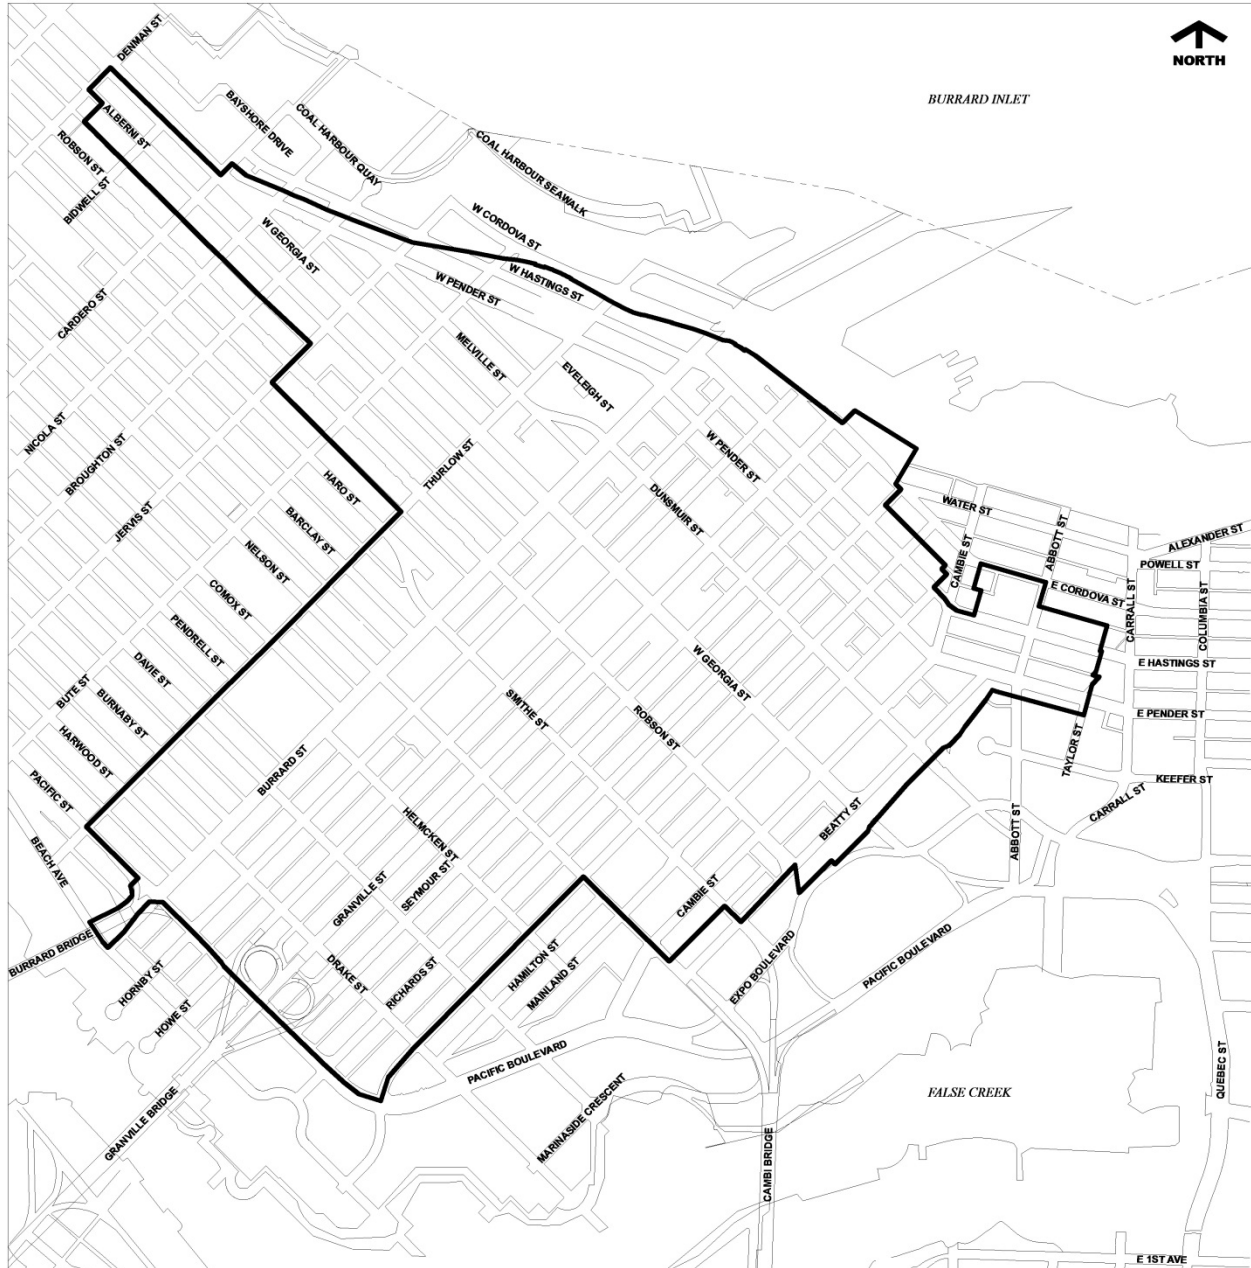 DENMAN ST
NORTH
BURRARD INLET
BAYSHORE DRIVE
COAL HARBOUR QUAY
ALBERNI ST
COAL HARBOUR SEAWALK
ROBSON ST
BIDWELL ST
W CORDOVA ST
W GEORGIA ST
W HASTINGS ST
W PENDER ST
CARDERO ST
MELVILLE ST
EVELEIGH ST
NICOLA ST
BROUGHTON ST
THURLOW ST
W PENDER ST
HARO ST
DUNSMUIR ST
JERVIS ST
BARCLAY ST
WATER ST
ABBOTT ST
ALEXANDER ST
NELSON ST
CAMBIE ST
POWELL ST
COMOX ST
E CORDOVA ST
CARRALL ST
COLUMBIA ST
PENDRELL ST
DAVIE ST
E HASTINGS ST
W GEORGIA ST
BUTE ST
BURNABY ST
SMITHE ST
ROBSON ST
E PENDER ST
HARWOOD ST
BURRARD ST
TAYLOR ST
PACIFIC ST
KEEFER ST
CARRALL ST
HELMCKEN ST
BEATTY ST
ABBOTT ST
BEACH AVE
SEYMOUR ST
GRANVILLE ST
CAMBIE ST
BURRARD BRIDGE
HORNBY ST
DRAKE ST
RICHARDS ST
HAMILTON ST
MAINLAND ST
EXPO BOULEVARD
PACIFIC BOULEVARD
HOWE ST
PACIFIC BOULEVARD
QUEBEC ST
FALSE CREEK
GRANVILLE BRIDGE
MARINASIDE CRESCENT
CAMBI BRIDGE
E 1ST AVE